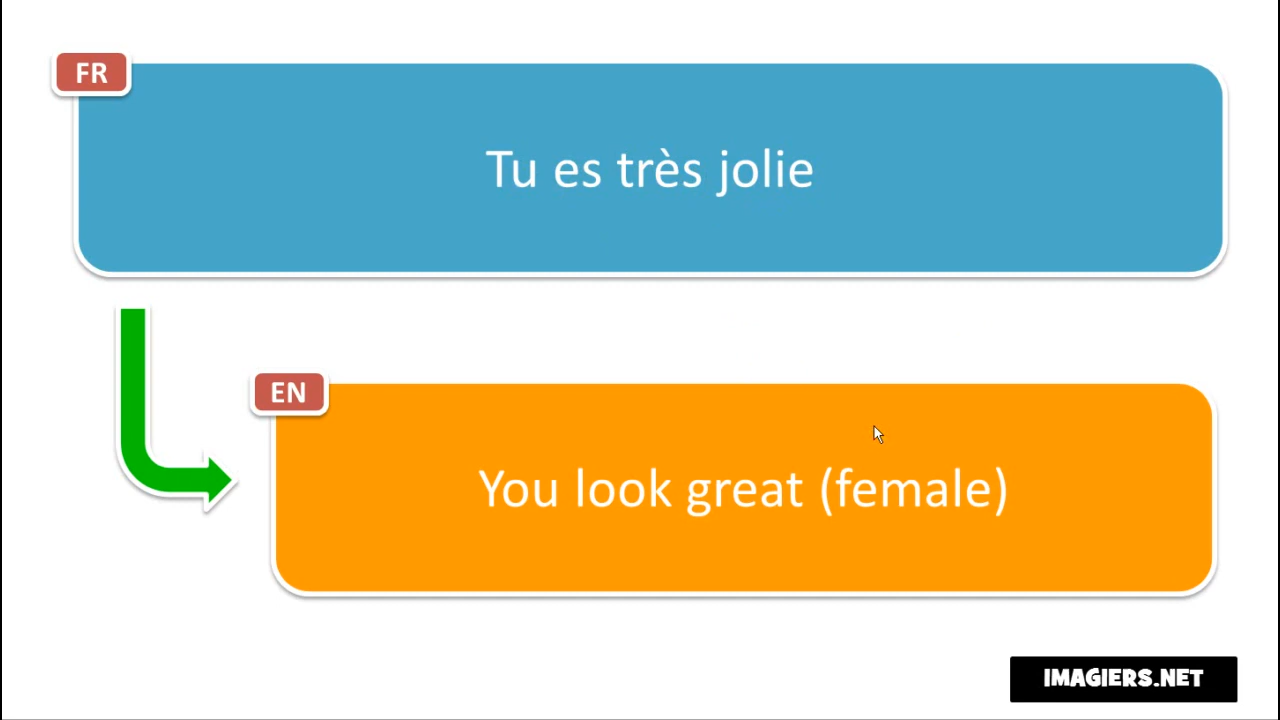 FR
Tu es très jolie
EN
You look great (female)
IMAGIERS.NET